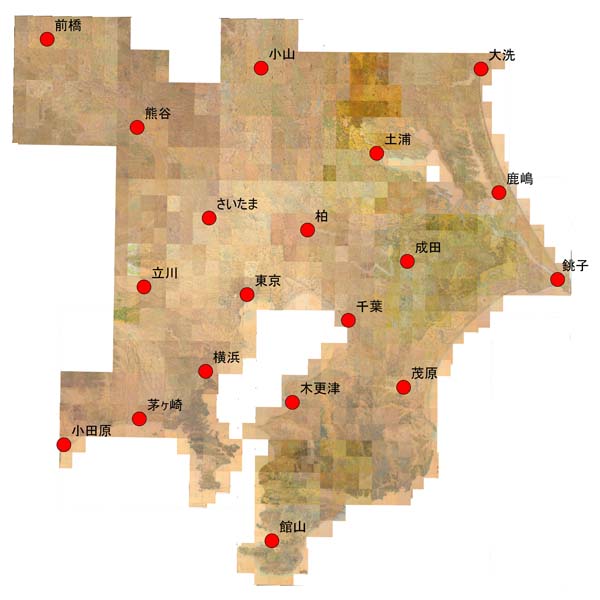 前橋
小山
大洗
熊谷
土浦
鹿嶋
さいたま
柏
成田
銚子
立川
東京
千葉
横浜
茂原
木更津
茅ヶ崎
小田原
館山